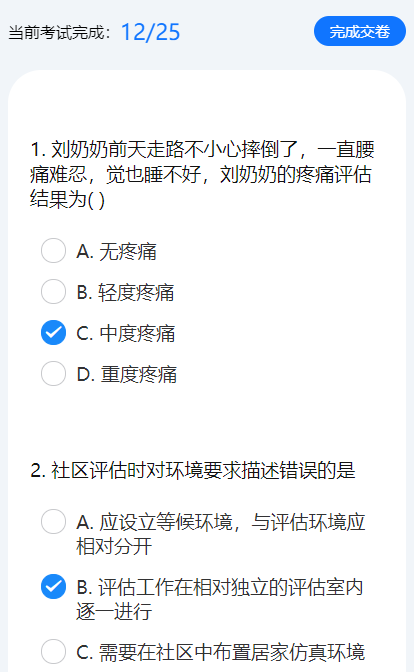 当前考试完成：12/25
完成交卷
1. 刘奶奶前天走路不小心摔倒了，一直腰
痛难忍，觉也睡不好，刘奶奶的疼痛评估
结果为( )
A. 无疼痛
B. 轻度疼痛
C. 中度疼痛
D. 重度疼痛
2. 社区评估时对环境要求描述错误的是
A. 应设立等候环境，与评估环境应
相对分开
B. 评估工作在相对独立的评估室内
逐一进行
C. 需要在社区中布置居家仿真环境